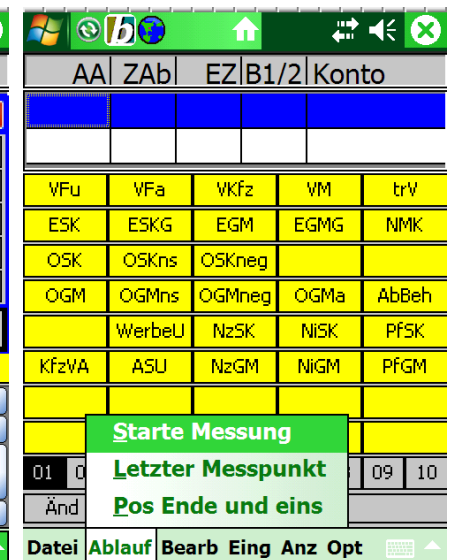 AA ZAb EZ B1/2 Konto
VFu VFa VKfz VM trV
ESK ESKG EGM EGMG NMK
OSK OSKns OSKneg
OGM OGMns OGMneg OGMa AbBeh
WerbeU NzSK NiSK PfSK
KfzVA ASU NzGM NiGM PfGM
Starte Messung
Letzter Messpunkt
01 09 10
Pos Ende und eins
Änd
Datei Ablauf Bearb Eing Anz Opt